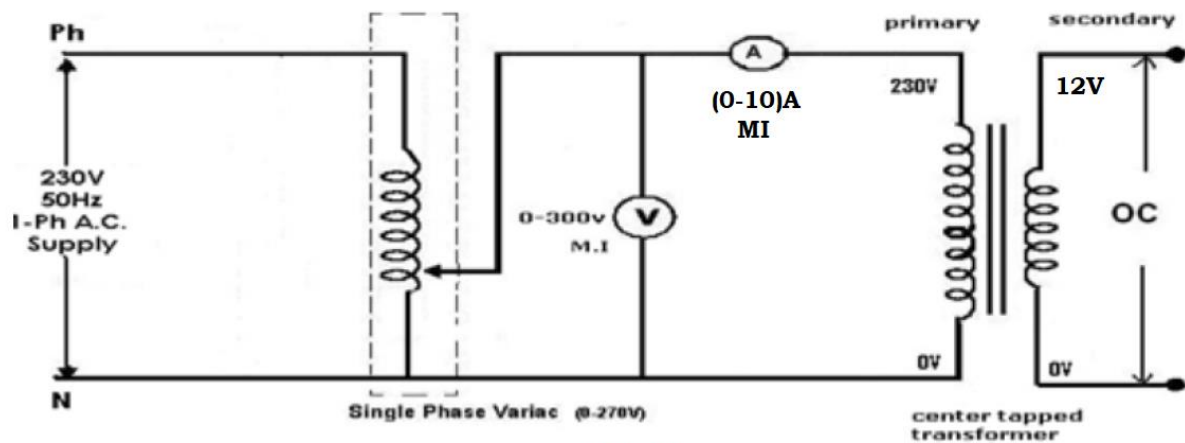 Ph
230V
50Hz
1-Ph A.C.
Supply
N
Single Phase Variac (0-270V)
0-300v
M.I
V
A
(0-10)A
MI
primary
230V
0V
secondary
12V
OC
0V
center tapped
transformer